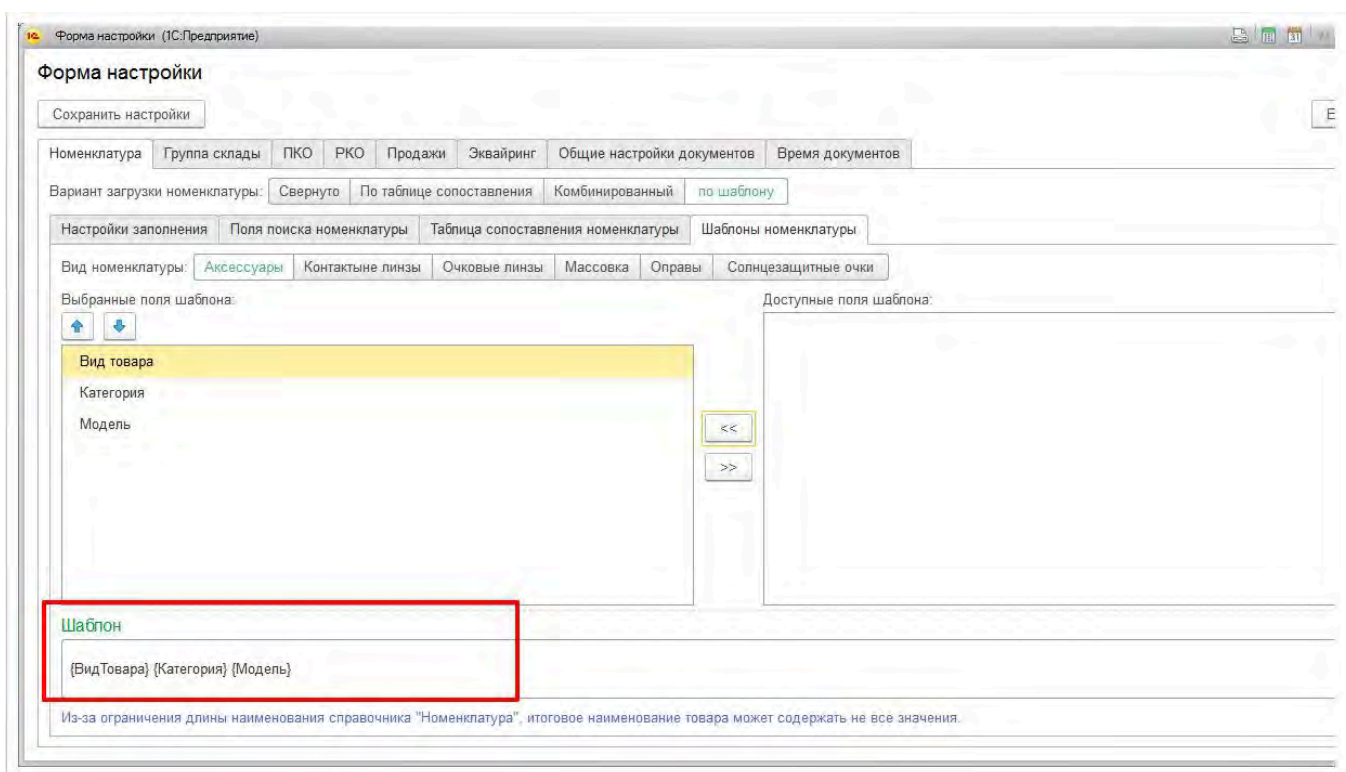 1С Форма настройки (1С:Предприятие) 31
Форма настройки
Сохранить настройки Е
Номенклатура Группа склады ПКО РКО Продажи Эквайринг Общие настройки документов Время документов
Вариант загрузки номенклатуры: Свернуто По таблице сопоставления Комбинированный по шаблону
Настройки заполнения Поля поиска номенклатуры Таблица сопоставления номенклатуры Шаблоны номенклатуры
Вид номенклатуры: Аксессуары Контактыне линзы Очковые линзы Массовка Оправы Солнцезащитные очки
Выбранные поля шаблона: Доступные поля шаблона:
Вид товара
Категория
Модель
<<
>>
Шаблон
{ВидТовара} {Категория} {Модель}
Из-за ограничения длины наименования справочника "Номенклатура", итоговое наименование товара может содержать не все значения.